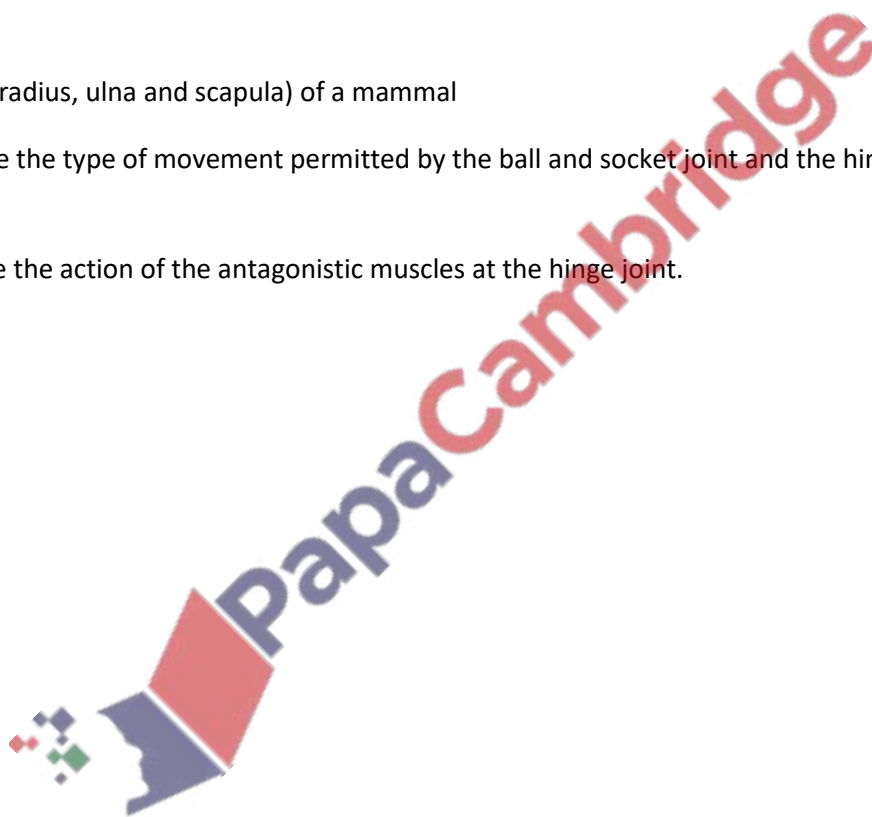 radius, ulna and scapula) of a mammal
e the type of movement permitted by the ball and socket joint and the hin
e the action of the antagonistic muscles at the hinge joint.
PapaCambridge